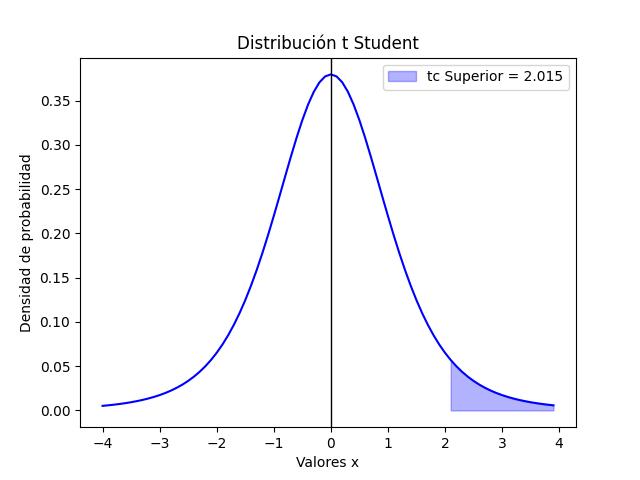 Distribución t Student
tc Superior = 2.015
Densidad de probabilidad
0.35
0.30
0.25
0.20
0.15
0.10
0.05
0.00
−4 −3 −2 −1 0 1 2 3 4
Valores x